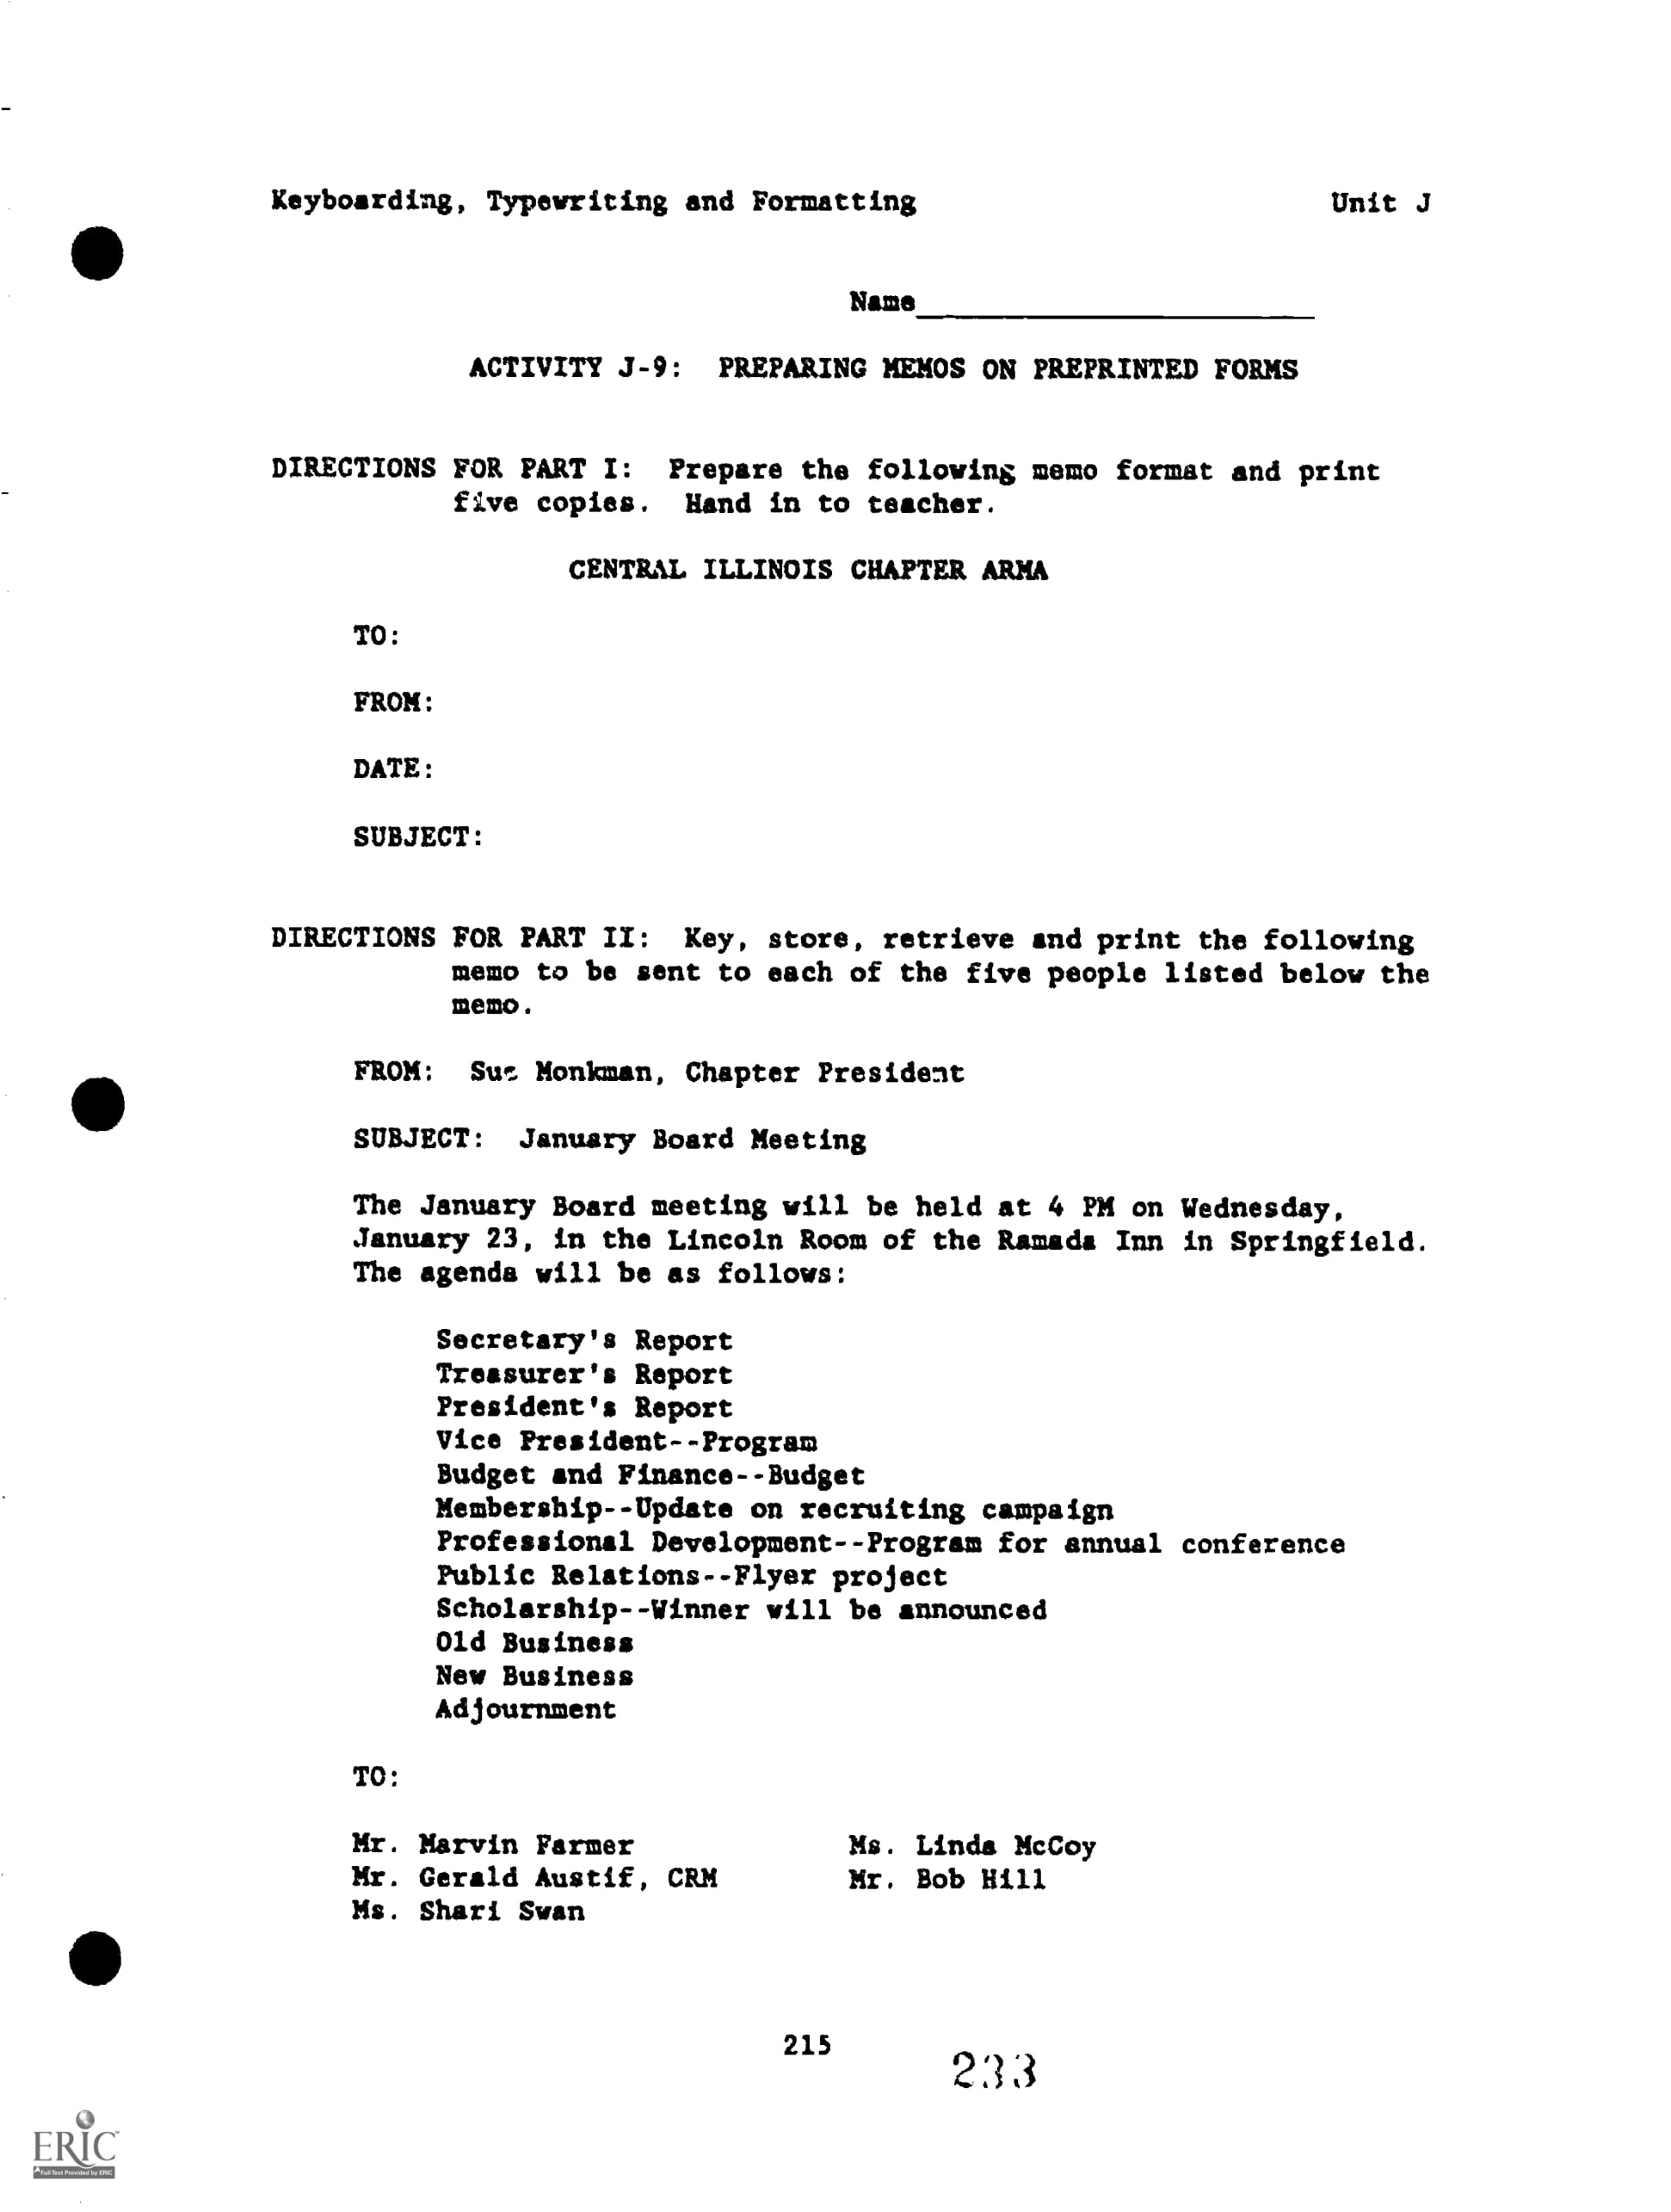 Keyboarding, Typewriting and Formatting Unit J
Name
ACTIVITY J-9: PREPARING MEMOS ON PREPRINTED FORMS
DIRECTIONS FOR PART I: Prepare the following memo format and print
five copies. Hand in to teacher.
CENTRAL ILLINOIS CHAPTER ARMA
TO:
FROM:
DATE:
SUBJECT:
DIRECTIONS FOR PART II: Key, store, retrieve and print the following
memo to be sent to each of the five people listed below the
memo.
FROM: Sue Monkman, Chapter President
SUBJECT: January Board Meeting
The January Board meeting will be held at 4 PM on Wednesday,
January 23, in the Lincoln Room of the Ramada Inn in Springfield.
The agenda will be as follows:
Secretary's Report
Treasurer's Report
President's Report
Vice President--Program
Budget and Finance--Budget
Membership--Update on recruiting campaign
Professional Development--Program for annual conference
Public Relations--Flyer project
Scholarship--Winner will be announced
Old Business
New Business
Adjournment
TO:
Mr. Marvin Farmer Ms. Linda McCoy
Mr. Gerald Austif, CRM Mr. Bob Hill
Ms. Shari Swan
215
233
ERIC
Full Text Provided by ERIC